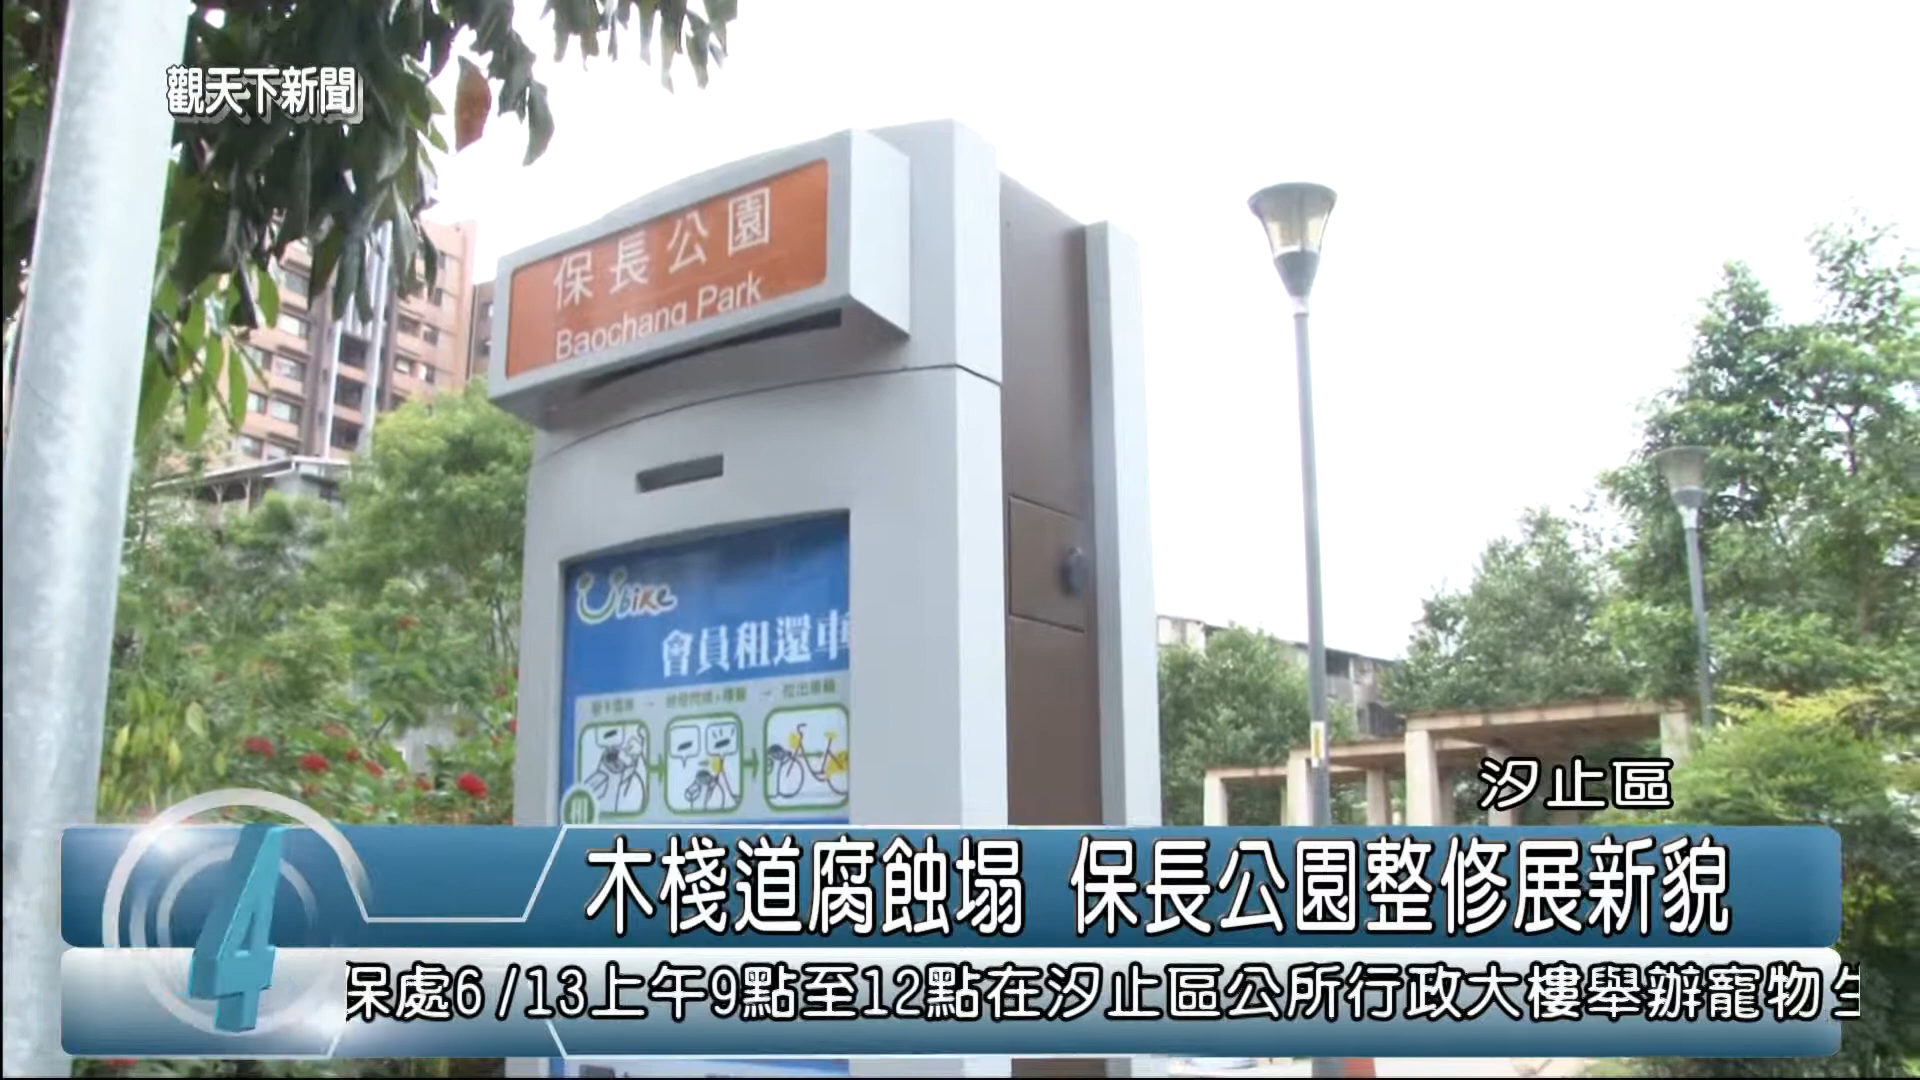 觀天下新聞
保長公園
Baochang Park
Ubike
會員租還車
汐止區
木棧道腐蝕塌 保長公園整修展新貌
4
保處6/13上午9點至12點在汐止區公所行政大樓舉辦寵物生